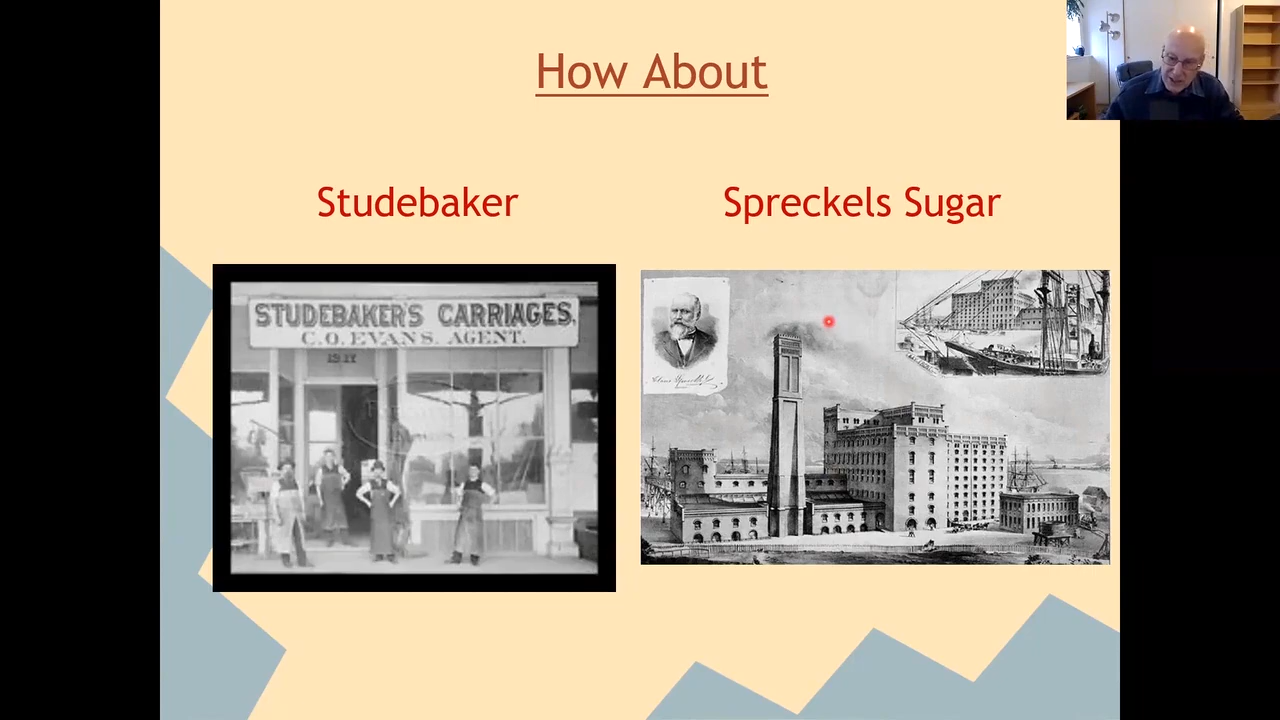 How About
Studebaker
Spreckels Sugar
STUDEBAKER'S CARRIAGES.
C.O. EVANS. AGENT.